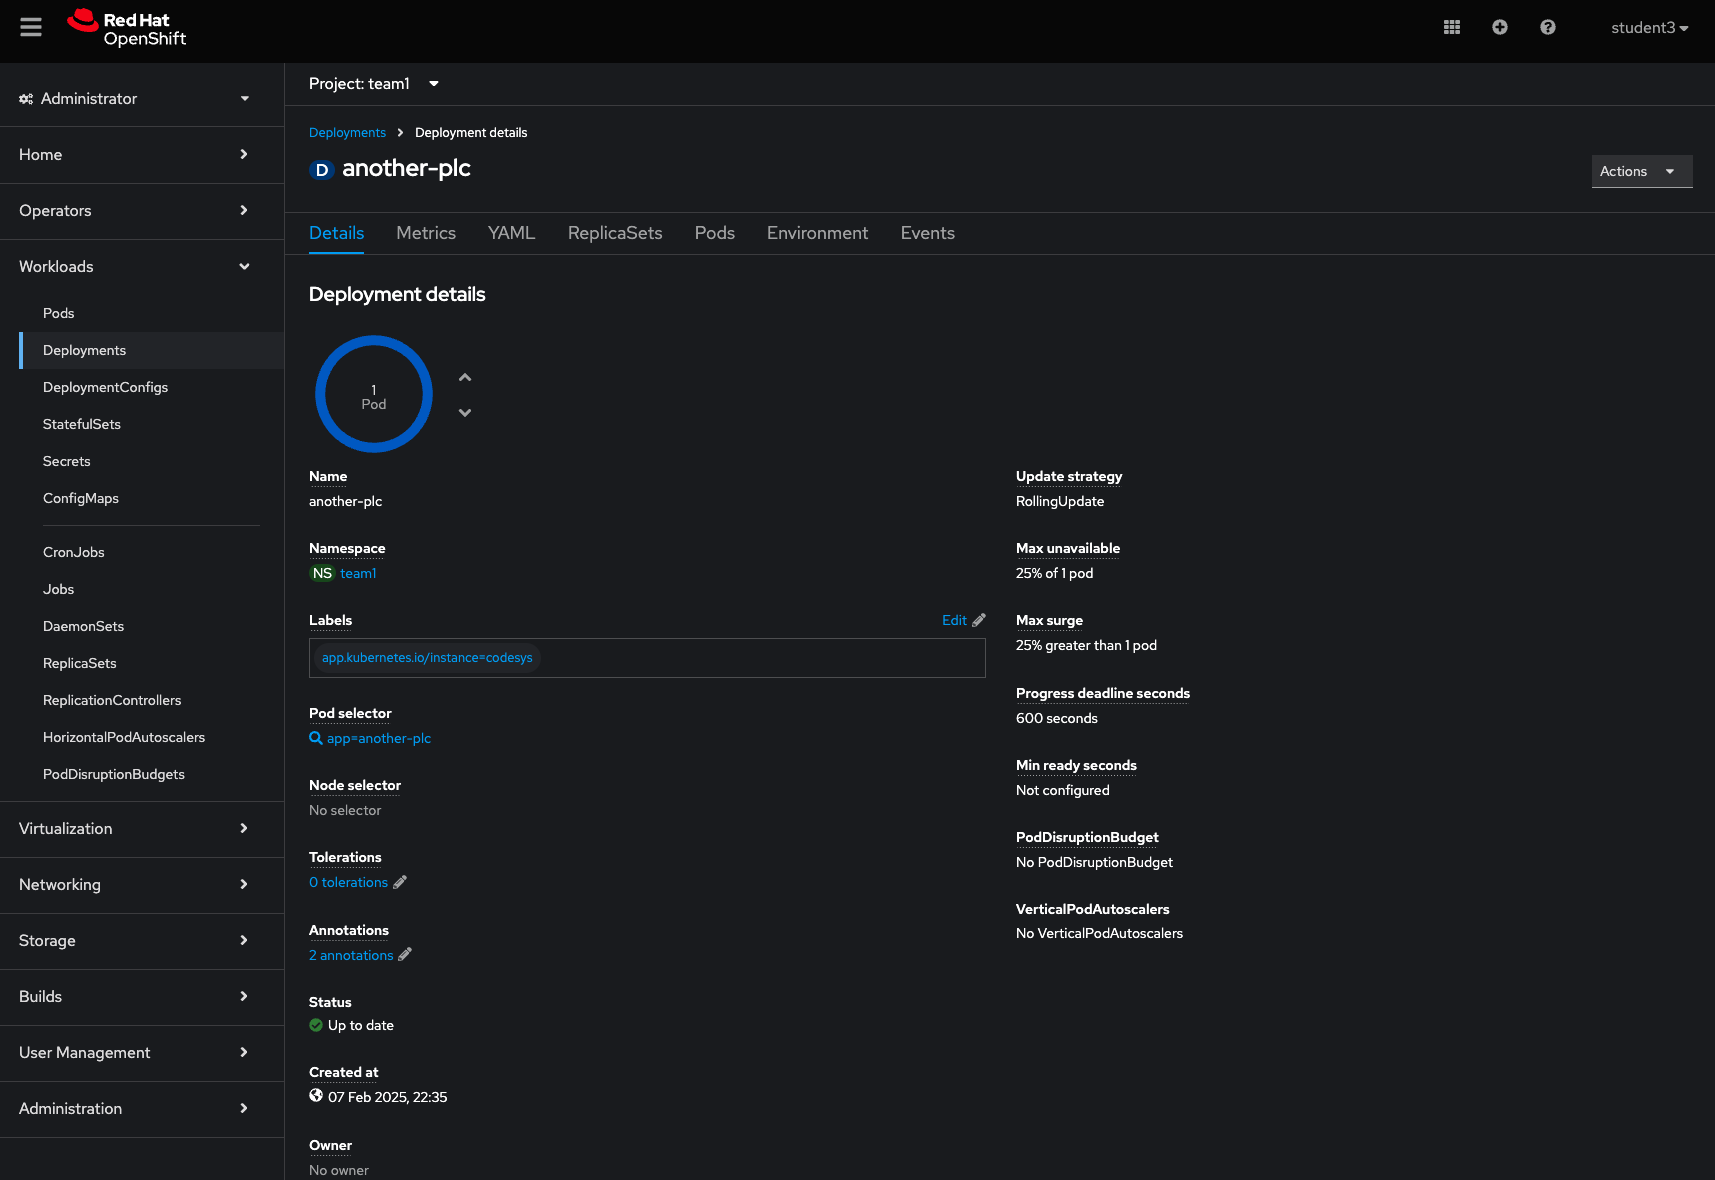 Red Hat
OpenShift
student3
Administrator
Home
Operators
Workloads
Pods
Deployments
DeploymentConfigs
StatefulSets
Secrets
ConfigMaps
CronJobs
Jobs
DaemonSets
ReplicaSets
ReplicationControllers
HorizontalPodAutoscalers
PodDisruptionBudgets
Virtualization
Networking
Storage
Builds
User Management
Administration
Project: team1
Deployments Deployment details
D another-plc
Actions
Details Metrics YAML ReplicaSets Pods Environment Events
Deployment details
1
Pod
Name
another-plc
Namespace
NS team1
Labels Edit
app.kubernetes.io/instance=codesys
Pod selector
app=another-plc
Node selector
No selector
Tolerations
0 tolerations
Annotations
2 annotations
Status
Up to date
Created at
07 Feb 2025, 22:35
Owner
No owner
Update strategy
RollingUpdate
Max unavailable
25% of 1 pod
Max surge
25% greater than 1 pod
Progress deadline seconds
600 seconds
Min ready seconds
Not configured
PodDisruptionBudget
No PodDisruptionBudget
VerticalPodAutoscalers
No VerticalPodAutoscalers